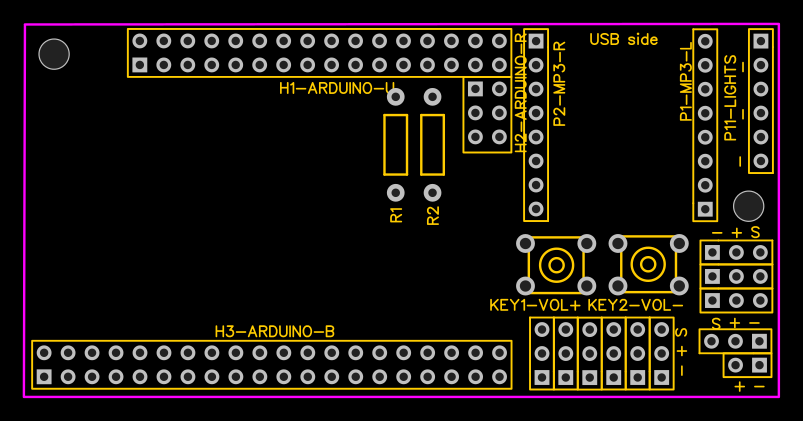 USB side
H1-ARDUINO-U
H2-ARDUINO-R
P2-MP3-R
P1-MP3-L
P11-LIGHTS
- - -
R1
R2
- + S
KEY1-VOL+
KEY2-VOL-
H3-ARDUINO-B
- + S
S + -
+ -